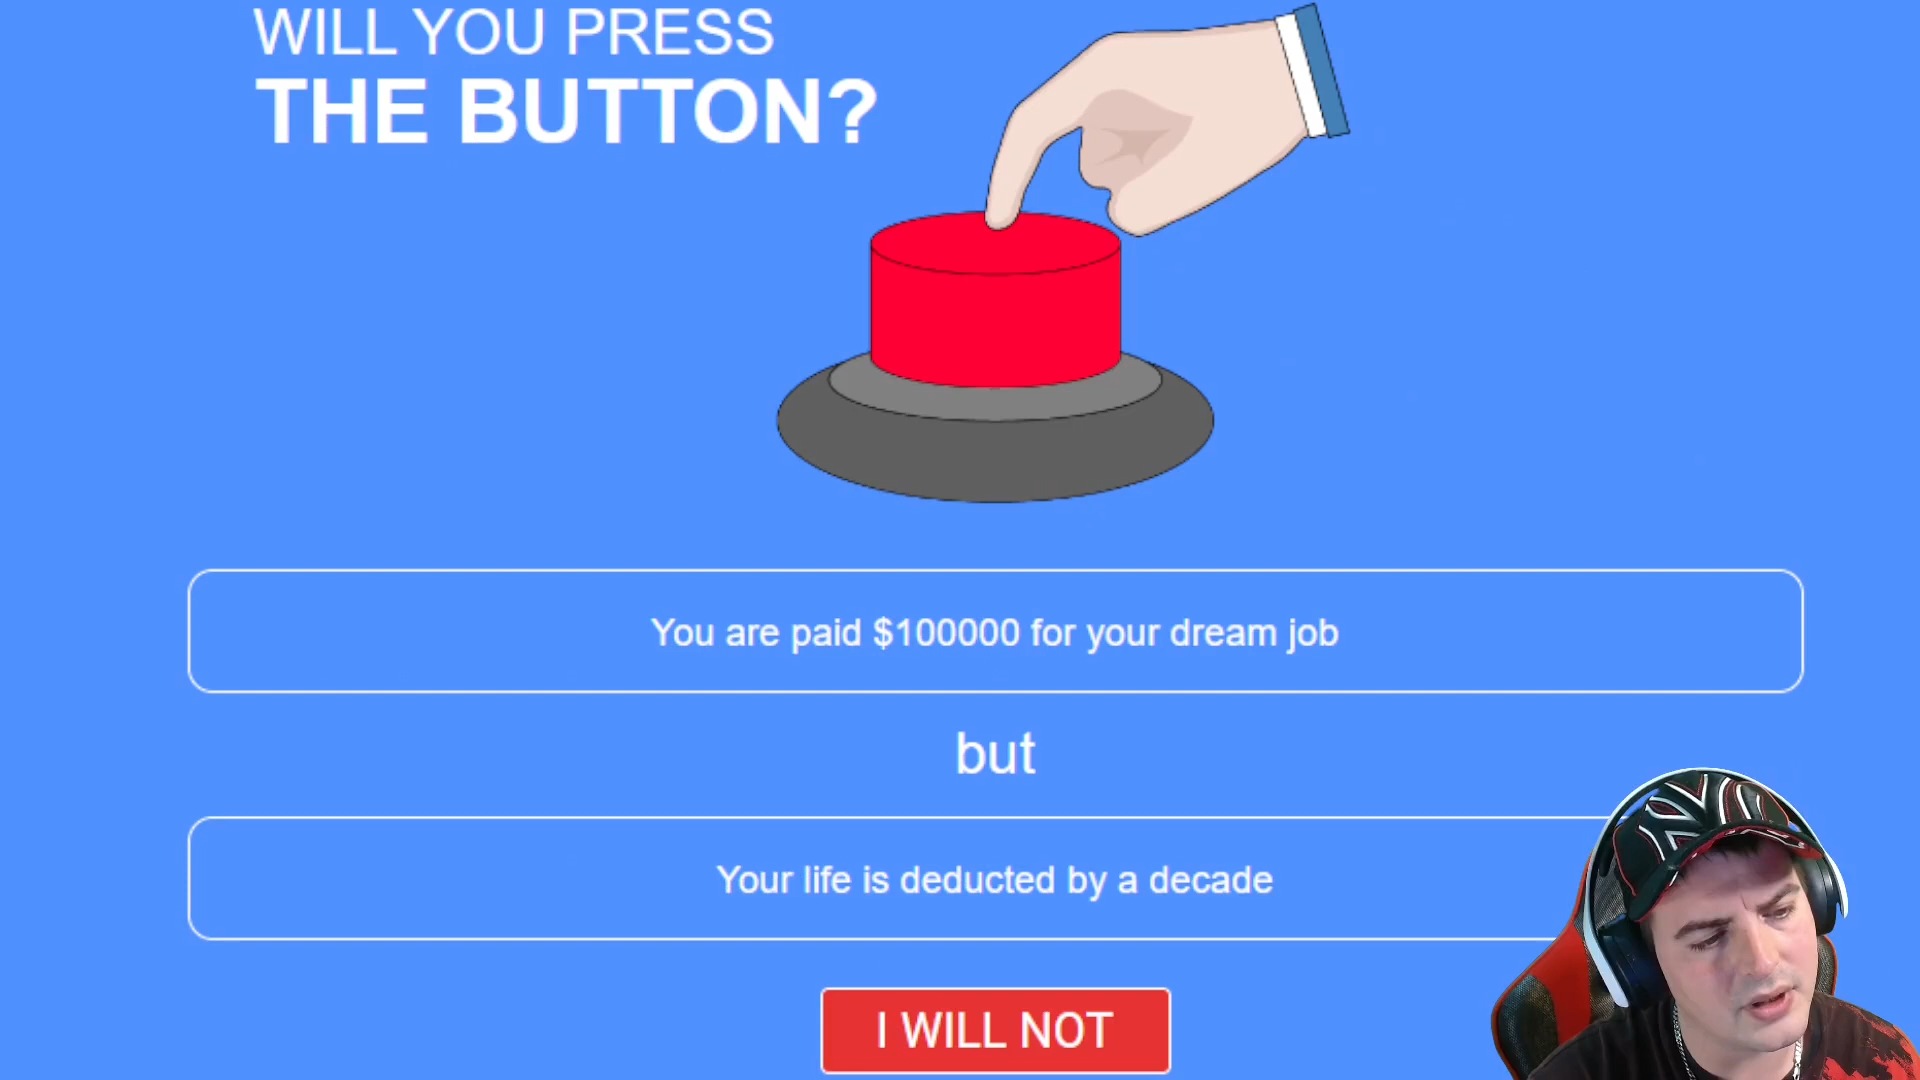 WILL YOU PRESS
THE BUTTON?
You are paid $100000 for your dream job
but
Your life is deducted by a decade
I WILL NOT